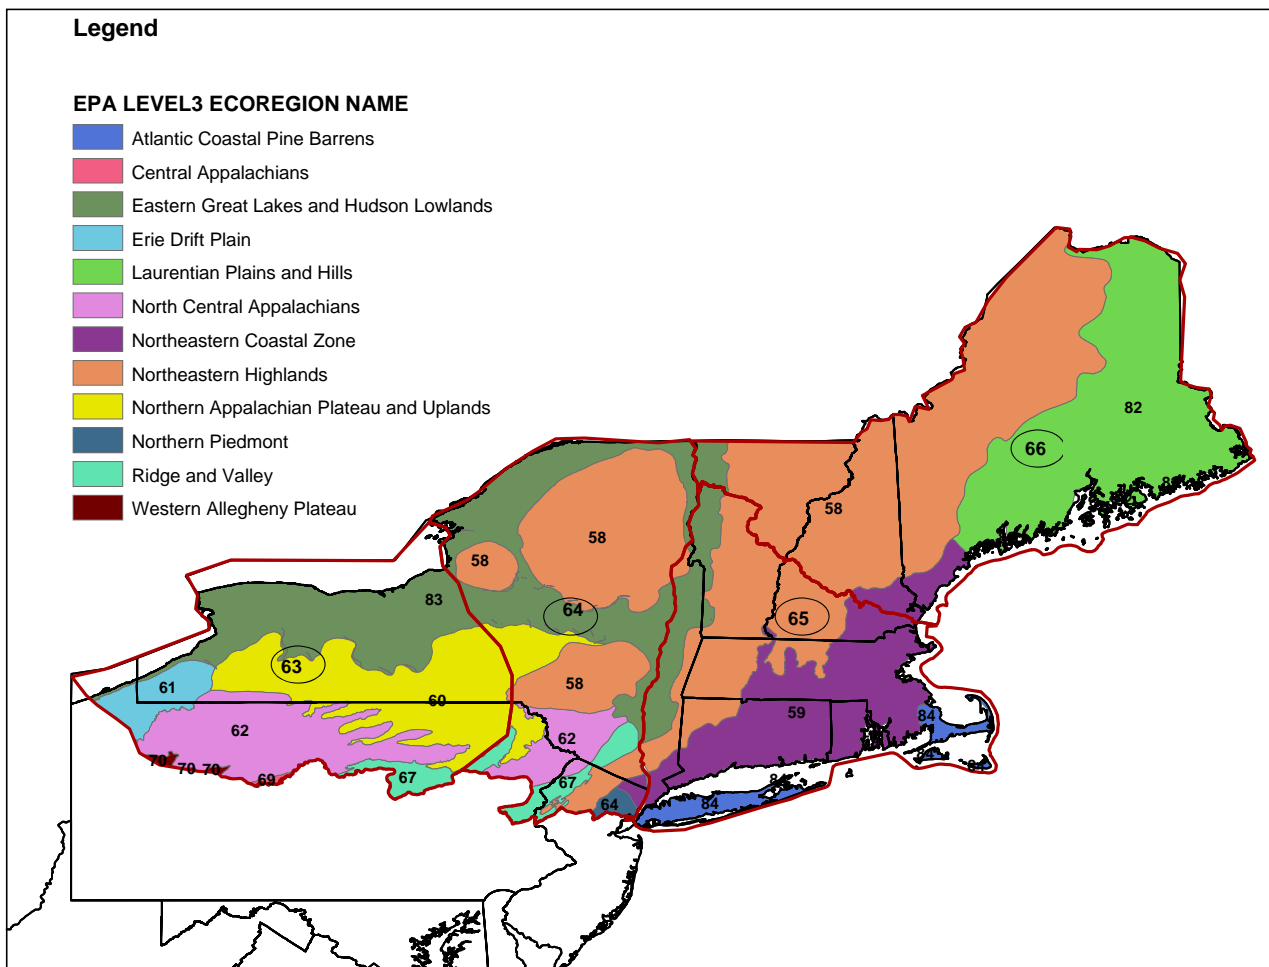 Legend
EPA LEVEL3 ECOREGION NAME
Atlantic Coastal Pine Barrens
Central Appalachians
Eastern Great Lakes and Hudson Lowlands
Erie Drift Plain
Laurentian Plains and Hills
North Central Appalachians
Northeastern Coastal Zone
Northeastern Highlands
Northern Appalachian Plateau and Uplands
Northern Piedmont
Ridge and Valley
Western Allegheny Plateau
82
66
58
58
58
83
64
65
63
58
61
60
59
62
62
84
70
70
70
69
67
67
84
64